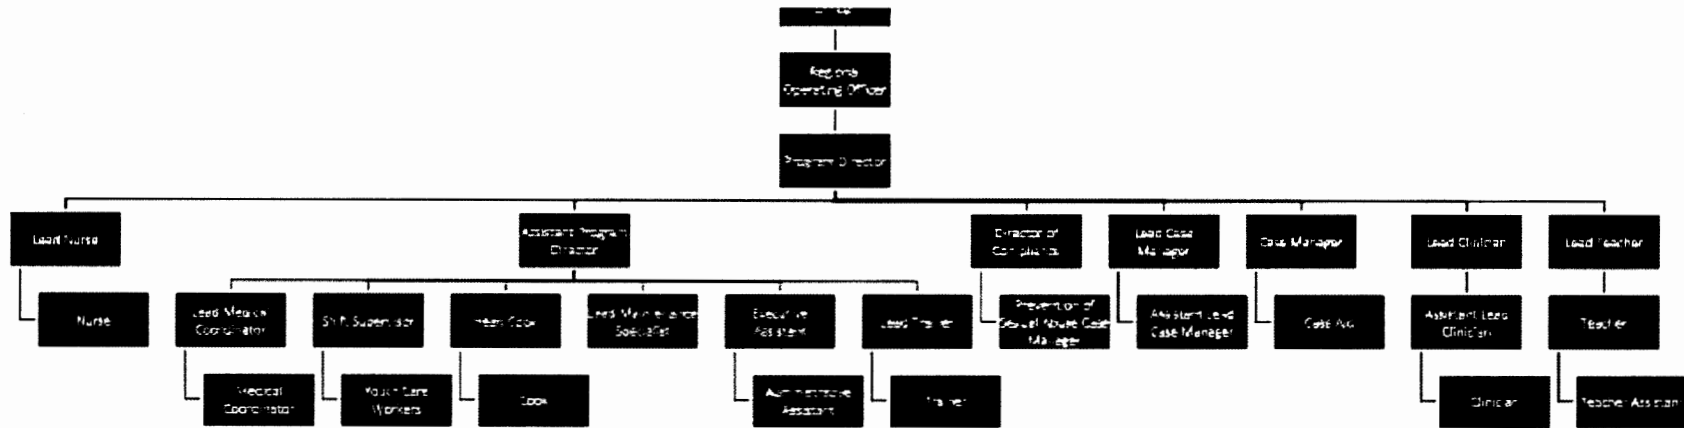 Regional
Operating Officer
Program Director
Lead Nurse
Assistant Program
Director
Director of
Compliance
Lead Case
Manager
Case Manager
Lead Clinician
Lead Teacher
Nurse
Lead Medical
Coordinator
Shift Supervisor
Head Cook
Lead Maintenance
Specialist
Executive
Assistant
Lead Trainer
Prevention of
Sexual Abuse Case
Manager
Assistant Lead
Case Manager
Case Aid
Assistant Lead
Clinician
Teacher
Medical
Coordinator
Youth Care
Workers
Cook
Administrative
Assistant
Trainer
Clinician
Teacher Assistant